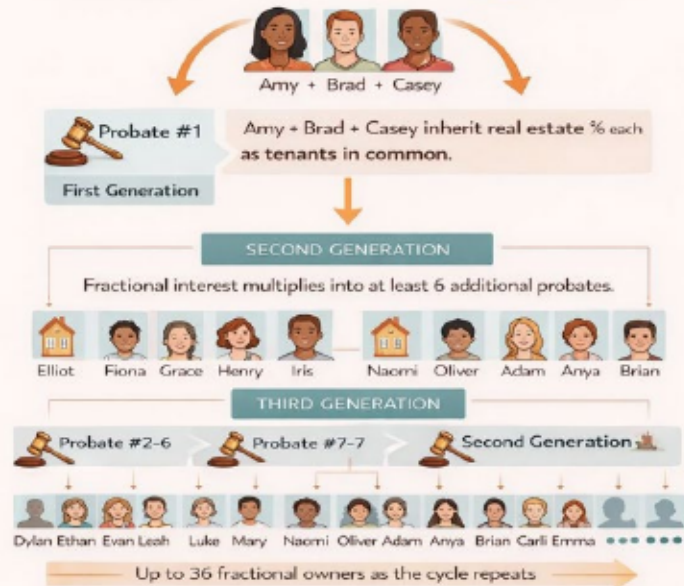 Amy + Brad + Casey
Probate #1
Amy + Brad + Casey inherit real estate % each
as tenants in common.
First Generation
SECOND GENERATION
Fractional interest multiplies into at least 6 additional probates.
Elliot Fiona Grace Henry Iris Naomi Oliver Adam Anya Brian
THIRD GENERATION
Probate #2-6 Probate #7-7 Second Generation
Dylan Ethan Evan Leah Luke Mary Naomi Oliver Adam Anya Brian Carli Emma
Up to 36 fractional owners as the cycle repeats